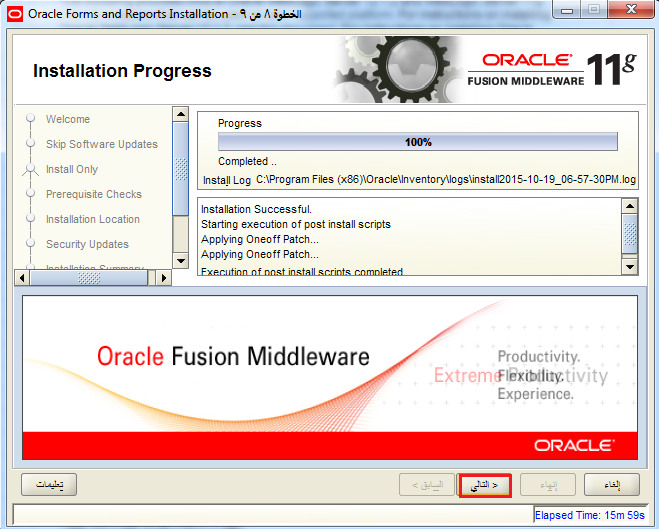 Oracle Forms and Reports Installation - الخطوة ٨ من ٩
Installation Progress
ORACLE
FUSION MIDDLEWARE 11g
Welcome
Skip Software Updates
Install Only
Prerequisite Checks
Installation Location
Security Updates
Installation Summary
Progress
100%
Completed ..
Install Log C:\Program Files (x86)\Oracle\Inventory\logs\install2015-10-19_06-57-30PM.log
Installation Successful.
Starting execution of post install scripts
Applying Oneoff Patch...
Applying Oneoff Patch...
Execution of post install scripts completed
Oracle Fusion Middleware
Productivity.
Extreme Productivity
Flexibility.
Experience.
ORACLE
تعليمات
< السابق
التالي >
إنهاء
إلغاء
Elapsed Time: 15m 59s